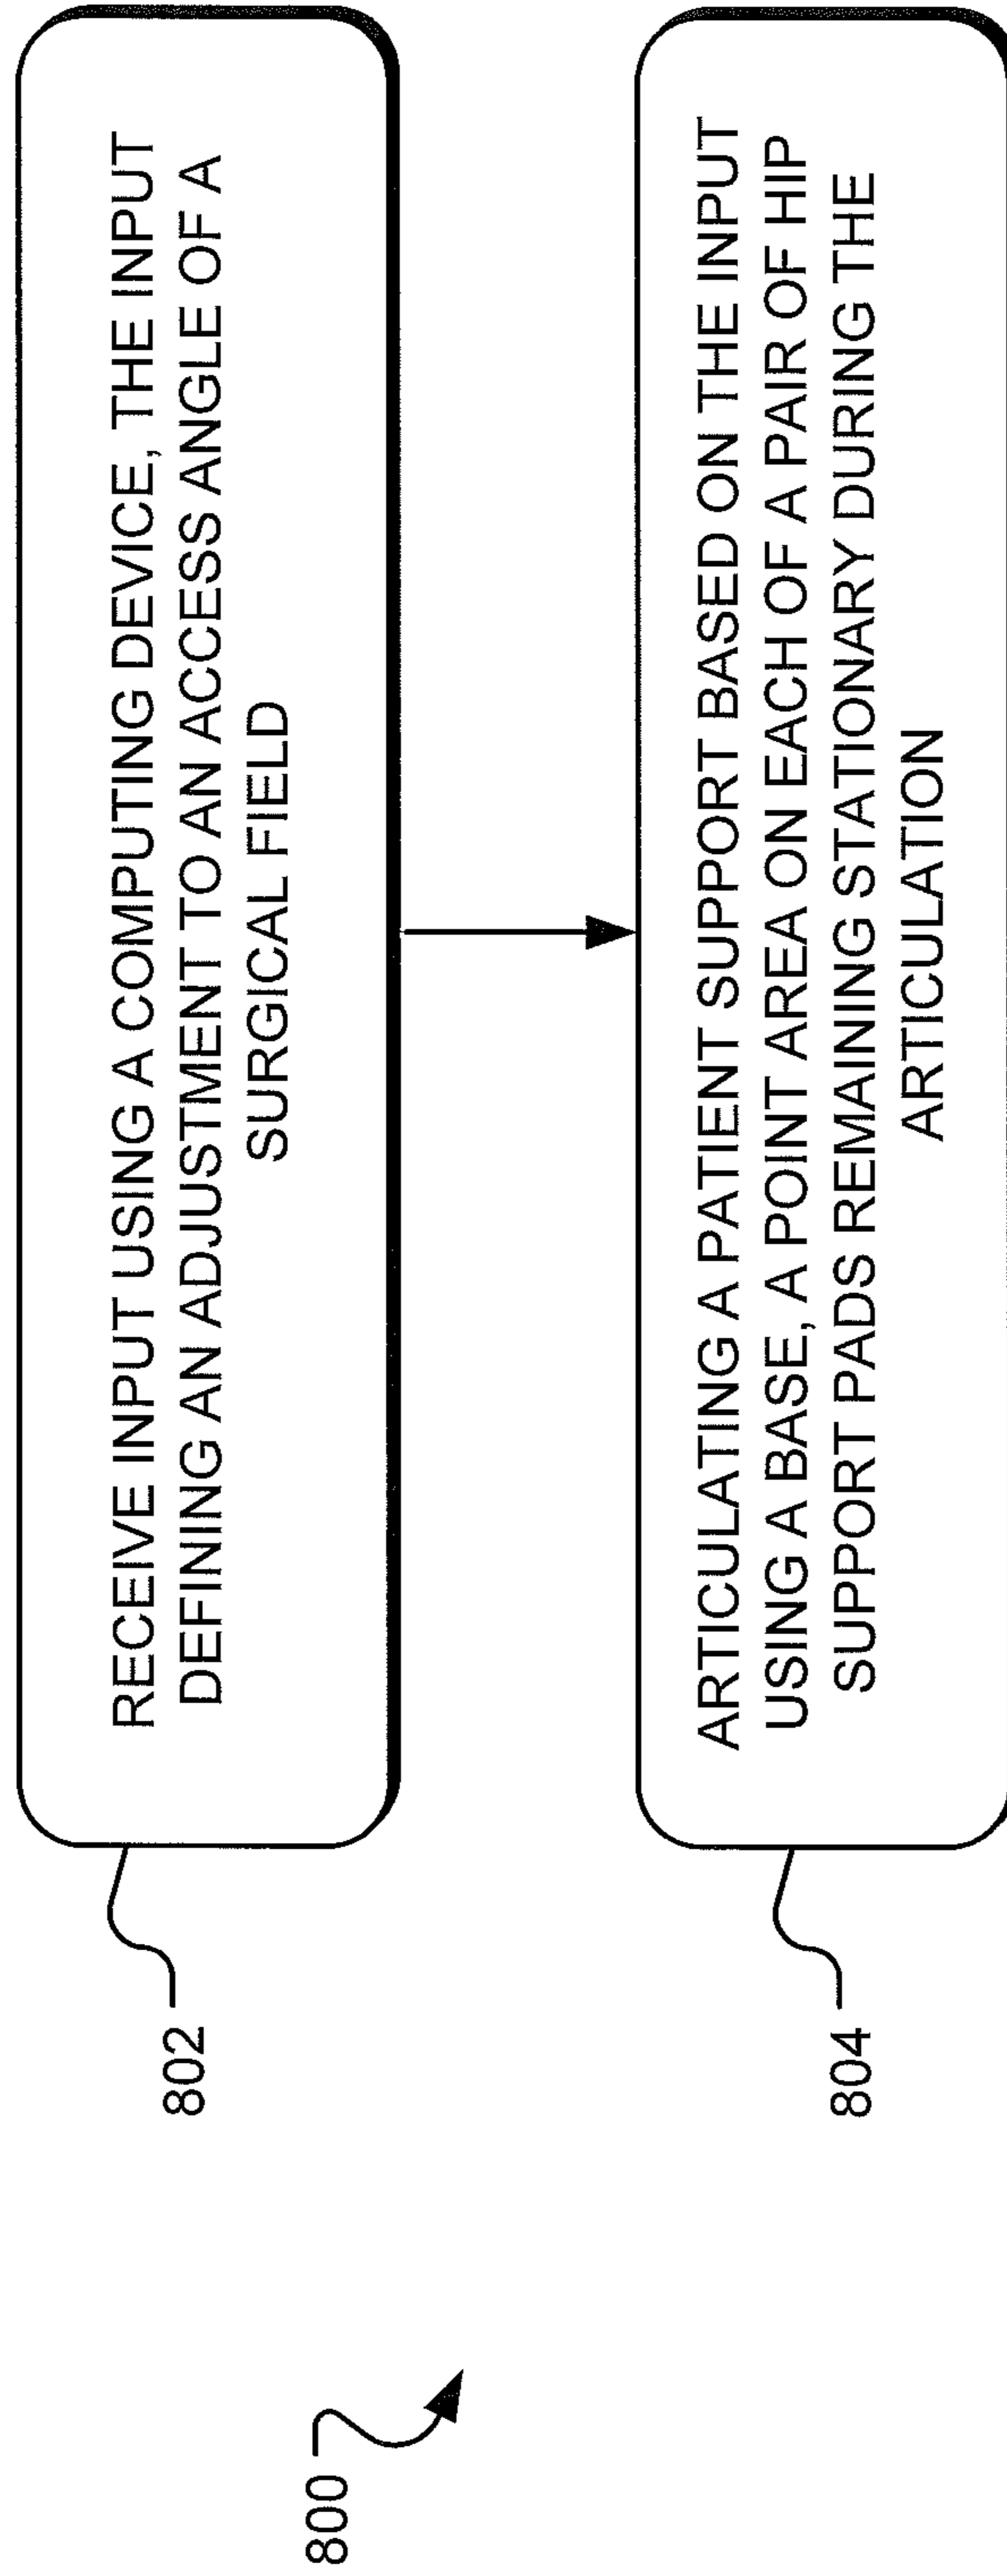 800
802
RECEIVE INPUT USING A COMPUTING DEVICE, THE INPUT
DEFINING AN ADJUSTMENT TO AN ACCESS ANGLE OF A
SURGICAL FIELD
804
ARTICULATING A PATIENT SUPPORT BASED ON THE INPUT
USING A BASE, A POINT AREA ON EACH OF A PAIR OF HIP
SUPPORT PADS REMAINING STATIONARY DURING THE
ARTICULATION